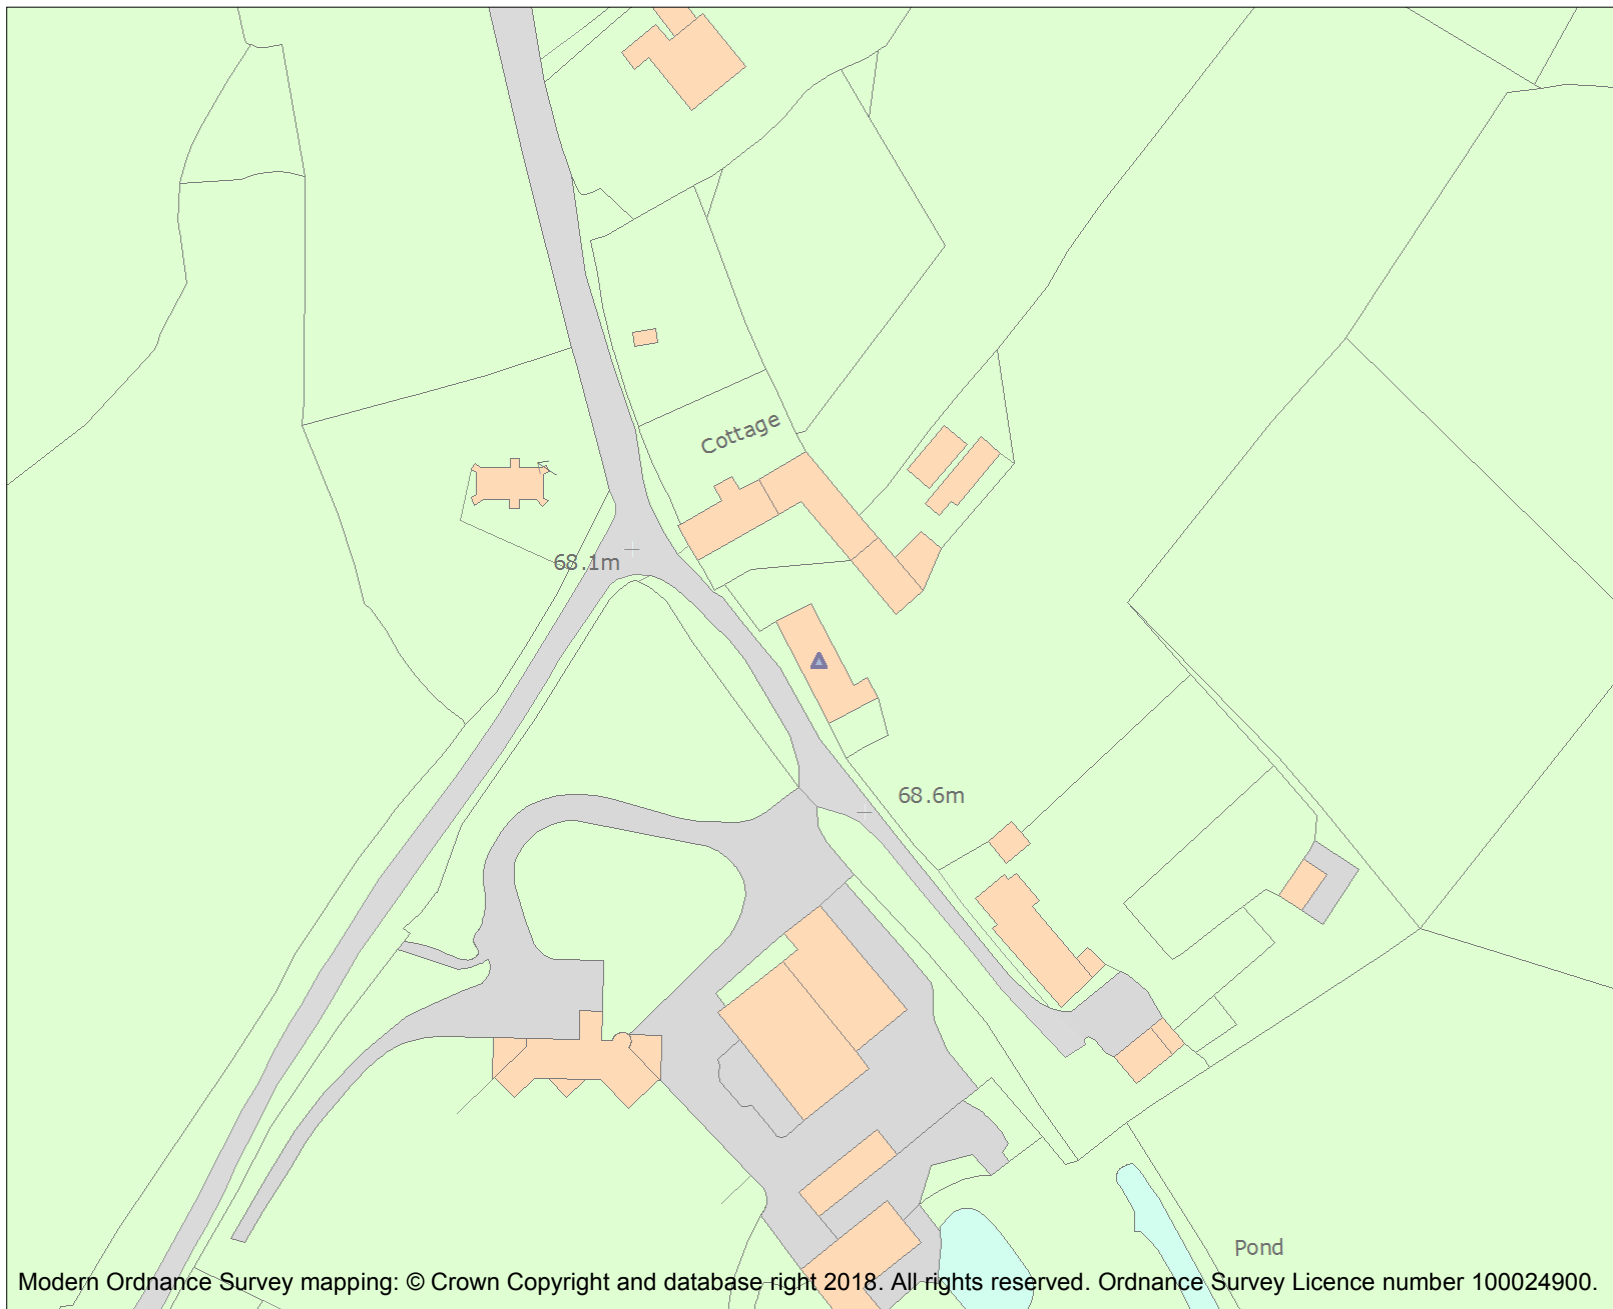 Cottage
68.1m
68.6m
Pond
Modern Ordnance Survey mapping: © Crown Copyright and database right 2018. All rights reserved. Ordnance Survey Licence number 100024900.